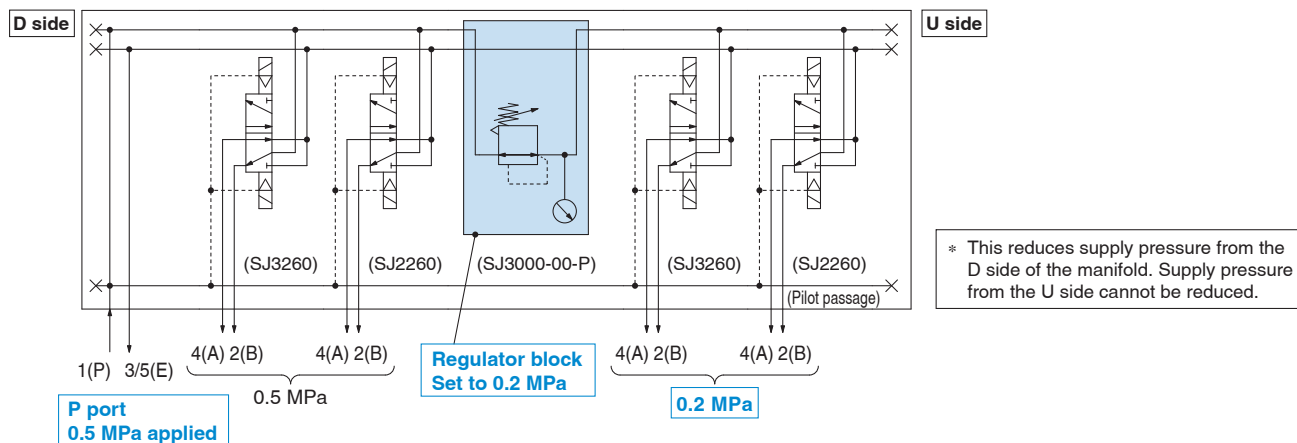 D side
U side
(SJ3260)
(SJ2260)
(SJ3000-00-P)
(SJ3260)
(SJ2260)
(Pilot passage)
* This reduces supply pressure from the
D side of the manifold. Supply pressure
from the U side cannot be reduced.
1(P) 3/5(E)
4(A) 2(B)
4(A) 2(B)
0.5 MPa
P port
0.5 MPa applied
Regulator block
Set to 0.2 MPa
4(A) 2(B)
4(A) 2(B)
0.2 MPa